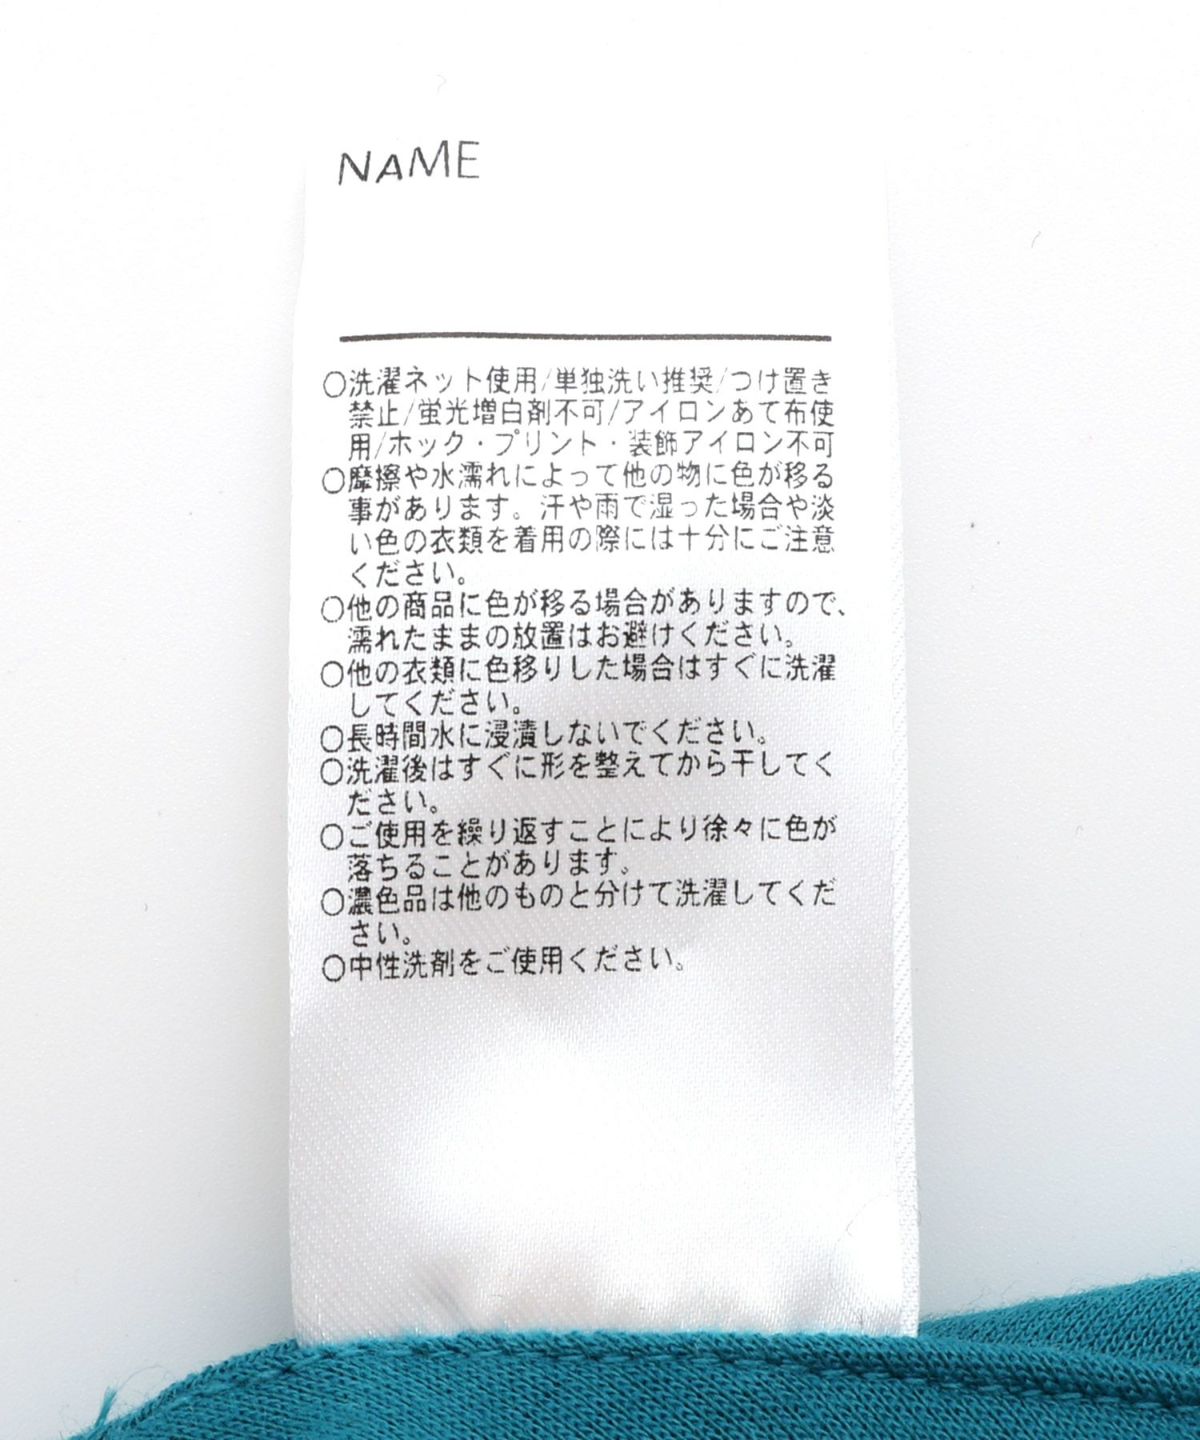 NAME
○洗濯ネット使用/単独洗い推奨/つけ置き
禁止/蛍光増白剤不可/アイロンあて布使
用/ホック・プリント・装飾アイロン不可
○摩擦や水濡れによって他の物に色が移る
事があります。汗や雨で湿った場合や淡
い色の衣類を着用の際には十分にご注意
ください。
○他の商品に色が移る場合がありますので、
濡れたままの放置はお避けください。
○他の衣類に色移りした場合はすぐに洗濯
してください。
○長時間水に浸漬しないでください。
○洗濯後はすぐに形を整えてから干してく
ださい。
○ご使用を繰り返すことにより徐々に色が
落ちることがあります。
○濃色品は他のものと分けて洗濯してくだ
さい。
○中性洗剤をご使用ください。